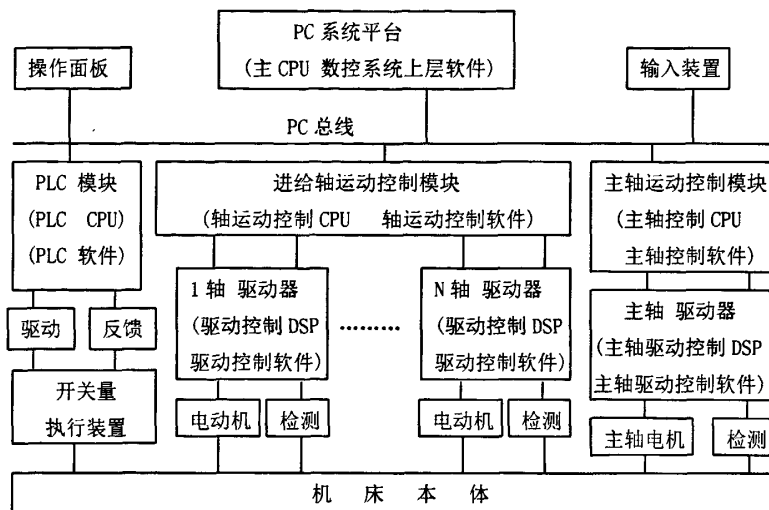 PC 系统平台
(主 CPU 数控系统上层软件)
操作面板
输入装置
PC 总线
PLC 模块
(PLC CPU)
(PLC 软件)
进给轴运动控制模块
(轴运动控制 CPU 轴运动控制软件)
主轴运动控制模块
(主轴控制 CPU
主轴控制软件)
驱动
反馈
1 轴 驱动器
(驱动控制 DSP
驱动控制软件)
………
N 轴 驱动器
(驱动控制 DSP
驱动控制软件)
主轴 驱动器
(主轴驱动控制 DSP
主轴驱动控制软件)
开关量
执行装置
电动机
检测
电动机
检测
主轴电机
检测
机 床 本 体